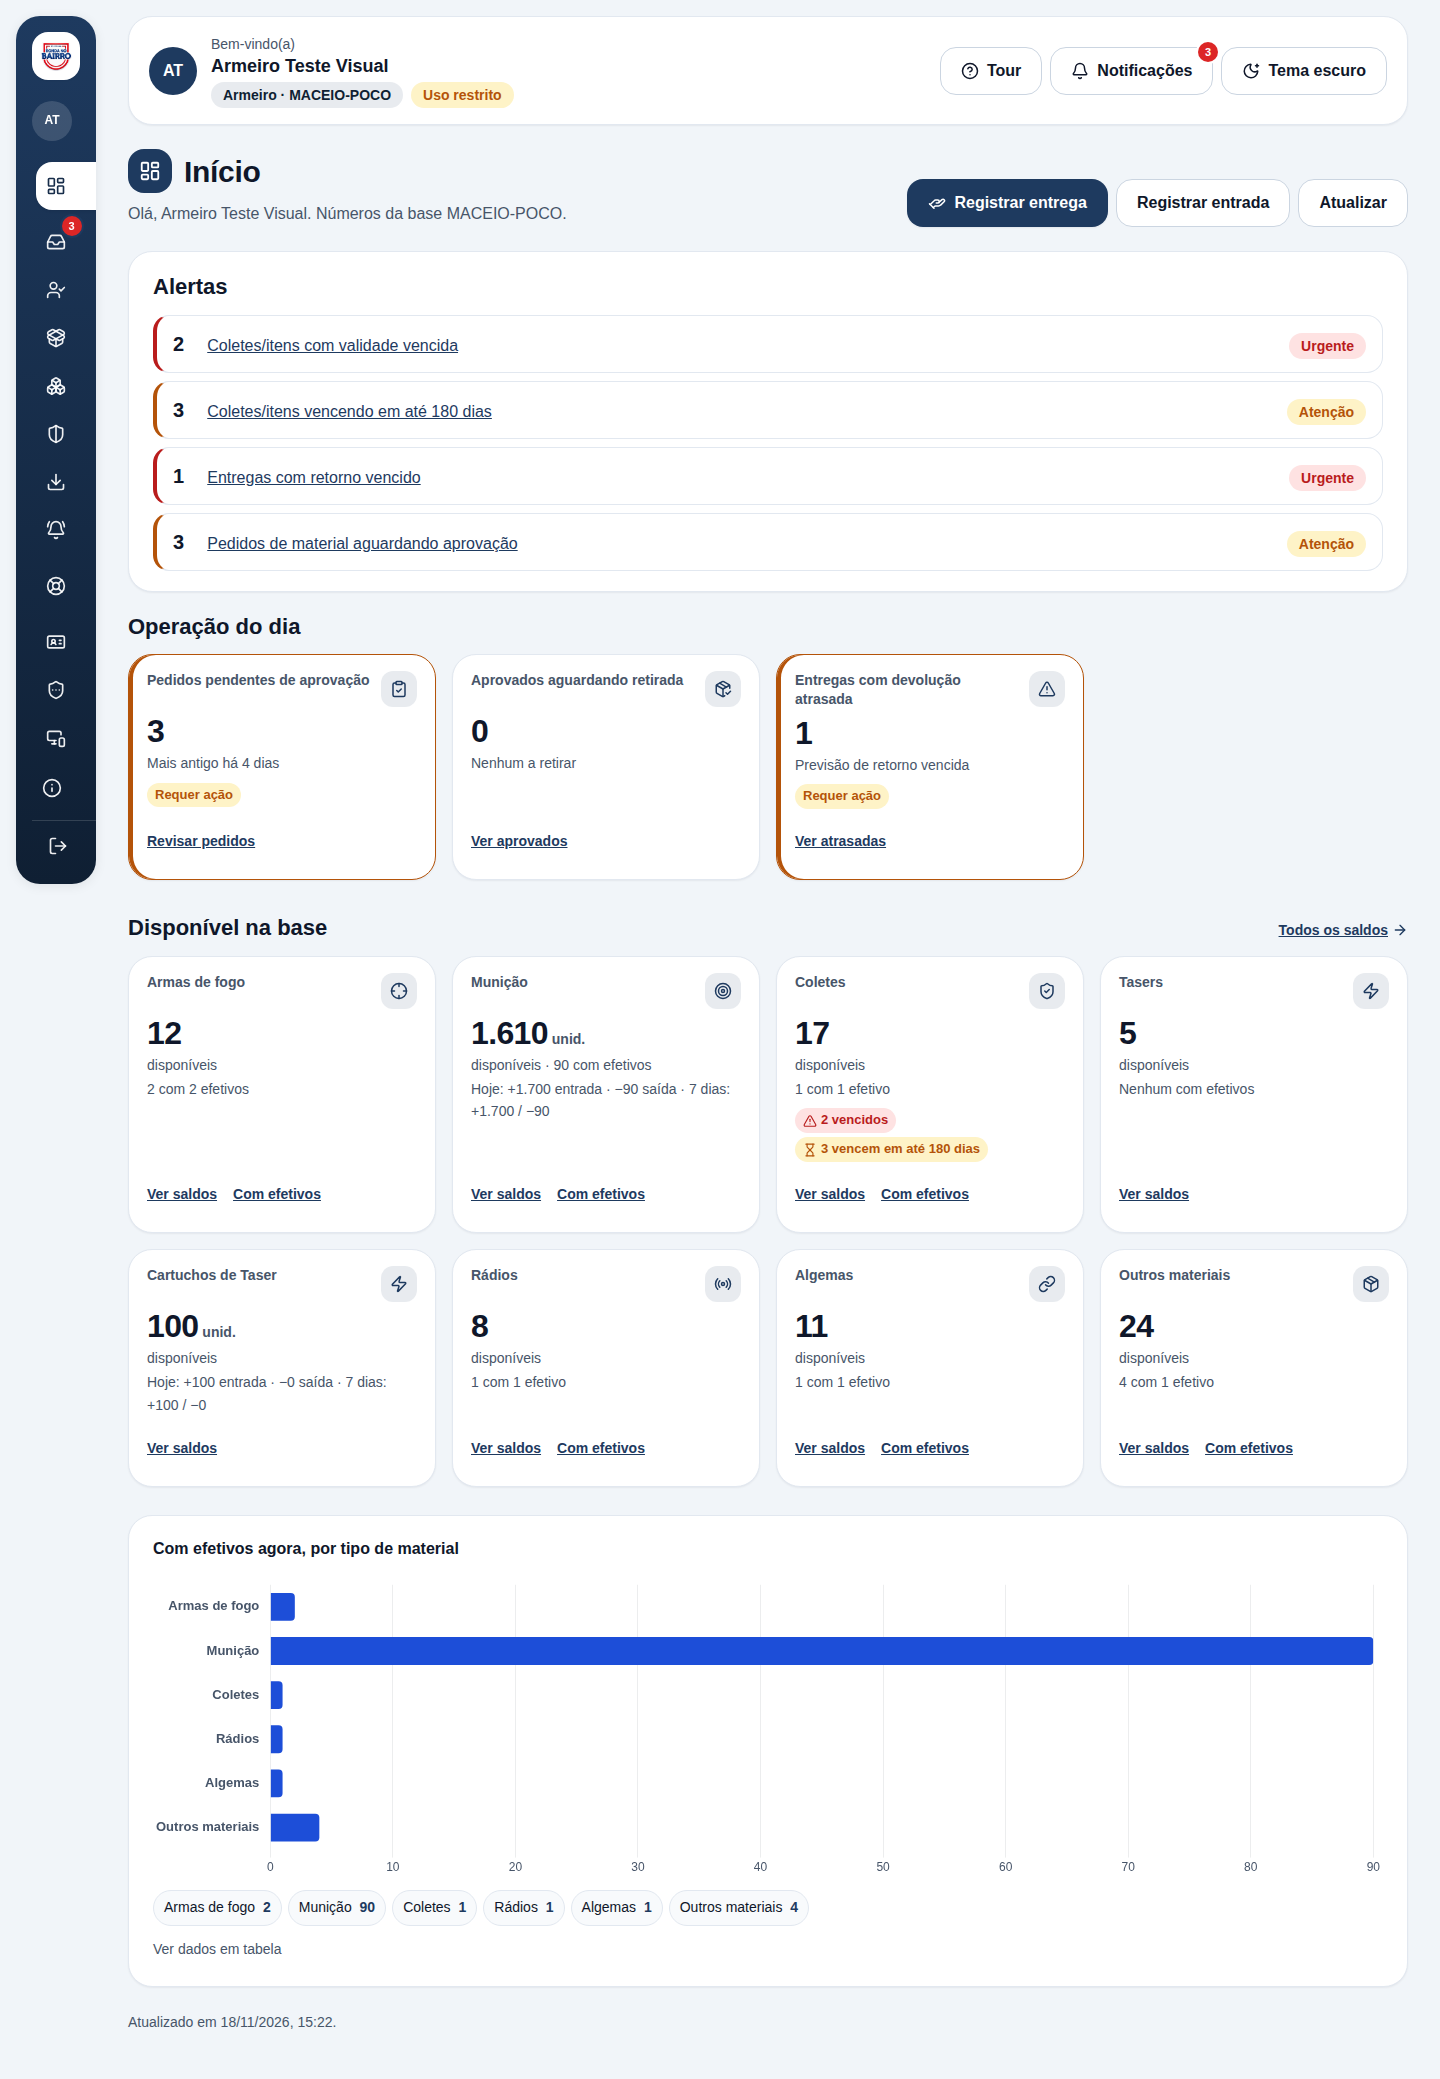 BAIRRO
AT
3
AT
Bem-vindo(a)
Armeiro Teste Visual
Armeiro · MACEIO-POCO
Uso restrito
Tour
Notificações
3
Tema escuro
Início
Olá, Armeiro Teste Visual. Números da base MACEIO-POCO.
Registrar entrega
Registrar entrada
Atualizar
Alertas
2 Coletes/itens com validade vencida Urgente
3 Coletes/itens vencendo em até 180 dias Atenção
1 Entregas com retorno vencido Urgente
3 Pedidos de material aguardando aprovação Atenção
Operação do dia
Pedidos pendentes de aprovação
3
Mais antigo há 4 dias
Requer ação
Revisar pedidos
Aprovados aguardando retirada
0
Nenhum a retirar
Ver aprovados
Entregas com devolução
atrasada
1
Previsão de retorno vencida
Requer ação
Ver atrasadas
Disponível na base
Todos os saldos
Armas de fogo
12
disponíveis
2 com 2 efetivos
Ver saldos Com efetivos
Munição
1.610 unid.
disponíveis · 90 com efetivos
Hoje: +1.700 entrada · −90 saída · 7 dias:
+1.700 / −90
Ver saldos Com efetivos
Coletes
17
disponíveis
1 com 1 efetivo
2 vencidos
3 vencem em até 180 dias
Ver saldos Com efetivos
Tasers
5
disponíveis
Nenhum com efetivos
Ver saldos
Cartuchos de Taser
100 unid.
disponíveis
Hoje: +100 entrada · −0 saída · 7 dias:
+100 / −0
Ver saldos
Rádios
8
disponíveis
1 com 1 efetivo
Ver saldos Com efetivos
Algemas
11
disponíveis
1 com 1 efetivo
Ver saldos Com efetivos
Outros materiais
24
disponíveis
4 com 1 efetivo
Ver saldos Com efetivos
Com efetivos agora, por tipo de material
Armas de fogo
Munição
Coletes
Rádios
Algemas
Outros materiais
0 10 20 30 40 50 60 70 80 90
Armas de fogo 2 Munição 90 Coletes 1 Rádios 1 Algemas 1 Outros materiais 4
Ver dados em tabela
Atualizado em 18/11/2026, 15:22.